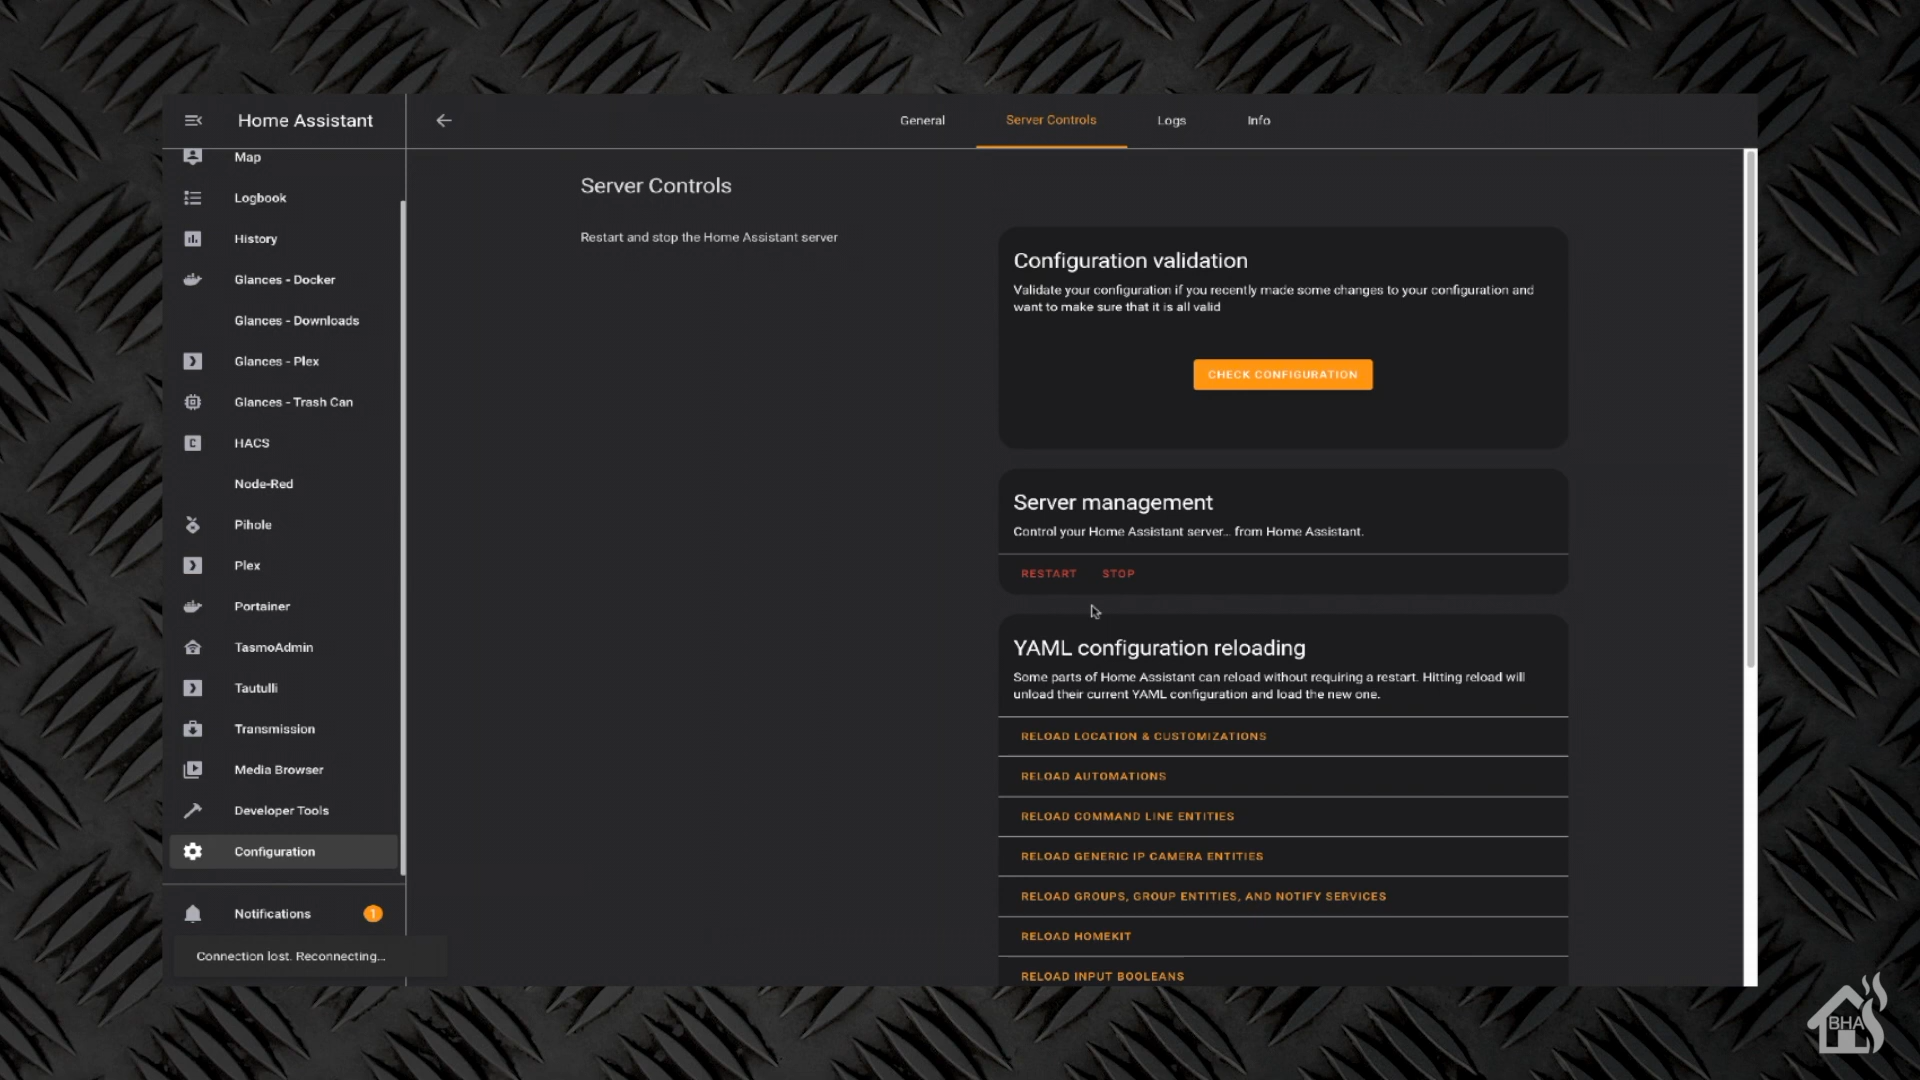 Home Assistant
General
Server Controls
Logs
Info
Map
Logbook
History
Glances - Docker
Glances - Downloads
Glances - Plex
Glances - Trash Can
HACS
Node-Red
Pihole
Plex
Portainer
TasmoAdmin
Tautulli
Transmission
Media Browser
Developer Tools
Configuration
Notifications
1
Connection lost. Reconnecting...
Server Controls
Restart and stop the Home Assistant server
Configuration validation
Validate your configuration if you recently made some changes to your configuration and
want to make sure that it is all valid
CHECK CONFIGURATION
Server management
Control your Home Assistant server... from Home Assistant.
RESTART
STOP
YAML configuration reloading
Some parts of Home Assistant can reload without requiring a restart. Hitting reload will
unload their current YAML configuration and load the new one.
RELOAD LOCATION & CUSTOMIZATIONS
RELOAD AUTOMATIONS
RELOAD COMMAND LINE ENTITIES
RELOAD GENERIC IP CAMERA ENTITIES
RELOAD GROUPS, GROUP ENTITIES, AND NOTIFY SERVICES
RELOAD HOMEKIT
RELOAD INPUT BOOLEANS
BHA